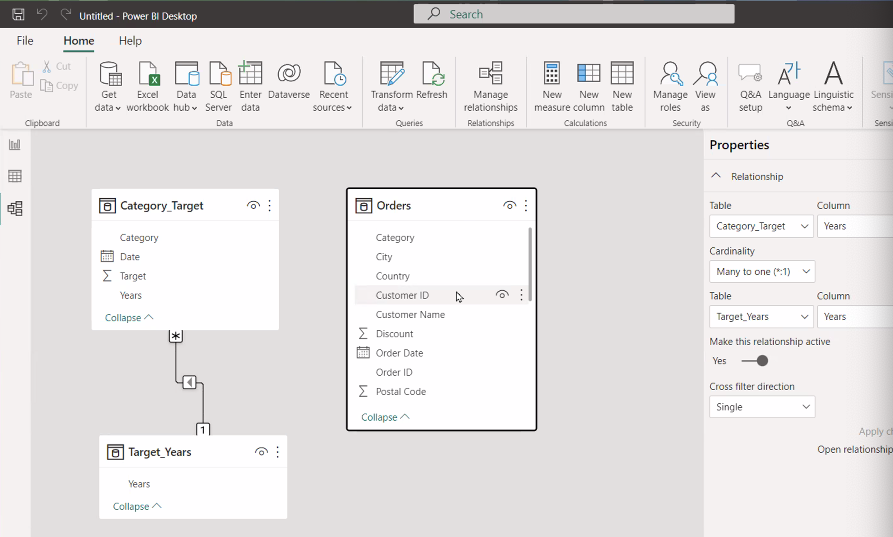 Untitled - Power BI Desktop
Search
File
Home
Help
Paste
Cut
Copy
Clipboard
Get data
Excel workbook
Data hub
SQL Server
Enter data
Dataverse
Recent sources
Data
Transform data
Refresh
Queries
Manage relationships
Relationships
New measure
New column
New table
Calculations
Manage roles
View as
Security
Q&A setup
Language
Linguistic schema
Q&A
Sensi
Sensi
Category_Target
Category
Date
Target
Years
Collapse
*
1
Target_Years
Years
Collapse
Orders
Category
City
Country
Customer ID
Customer Name
Discount
Order Date
Order ID
Postal Code
Collapse
Properties
Relationship
Table
Column
Category_Target
Years
Cardinality
Many to one (*:1)
Table
Column
Target_Years
Years
Make this relationship active
Yes
Cross filter direction
Single
Apply c
Open relationship